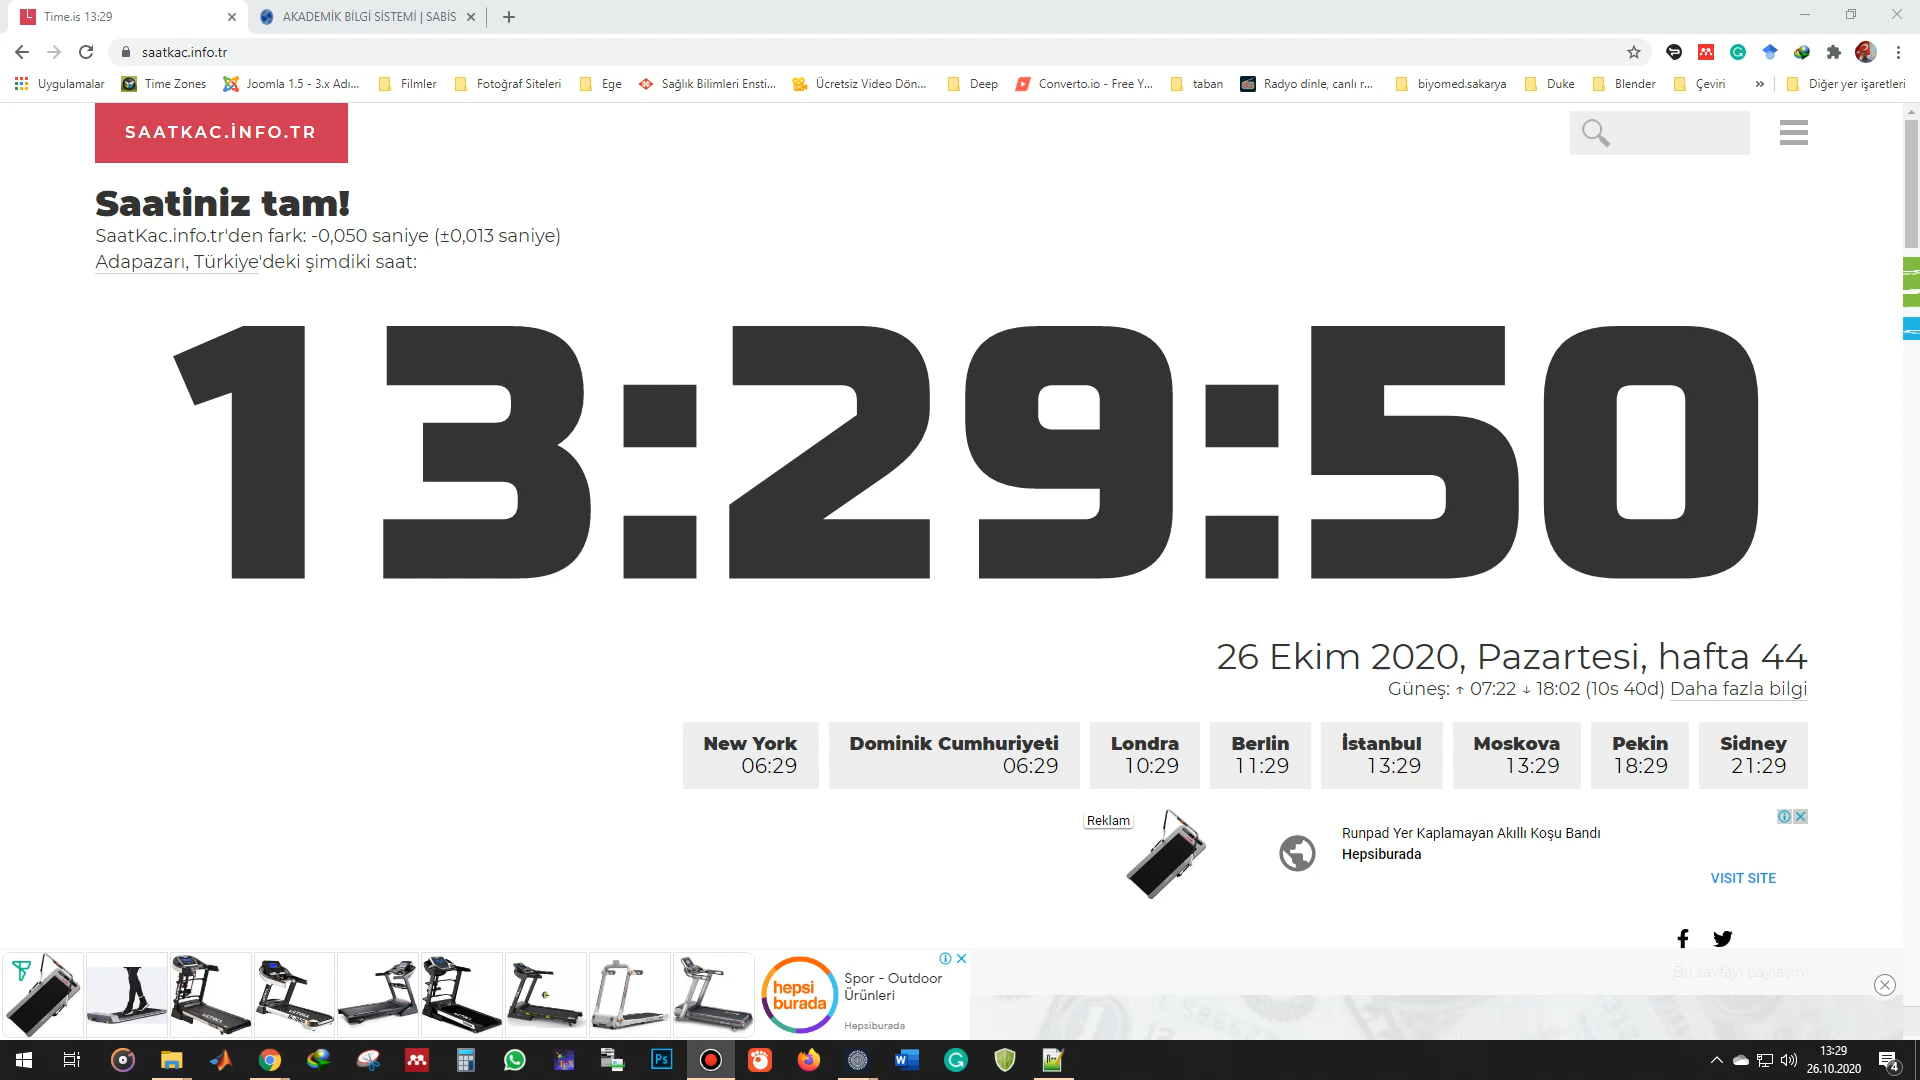 Time.is 13:29
AKADEMİK BİLGİ SİSTEMİ | SABİS
saatkac.info.tr
Uygulamalar
Time Zones
Joomla 1.5 - 3.x Adı...
Filmler
Fotoğraf Siteleri
Ege
Sağlık Bilimleri Ensti...
Ücretsiz Video Dön...
Deep
Converto.io - Free Y...
taban
Radyo dinle, canlı r...
biyomed.sakarya
Duke
Blender
Çeviri
»
Diğer yer işaretleri
SAATKAC.İNFO.TR
Saatiniz tam!
SaatKac.info.tr'den fark: -0,050 saniye (±0,013 saniye)
Adapazarı, Türkiye'deki şimdiki saat:
13:29:50
26 Ekim 2020, Pazartesi, hafta 44
Güneş: ↑ 07:22 ↓ 18:02 (10s 40d) Daha fazla bilgi
New York
06:29
Dominik Cumhuriyeti
06:29
Londra
10:29
Berlin
11:29
İstanbul
13:29
Moskova
13:29
Pekin
18:29
Sidney
21:29
Reklam
Runpad Yer Kaplamayan Akıllı Koşu Bandı
Hepsiburada
VISIT SITE
Bu sayfayı paylaşın!
hepsi
burada
Spor - Outdoor
Ürünleri
Hepsiburada
13:29
26.10.2020
4